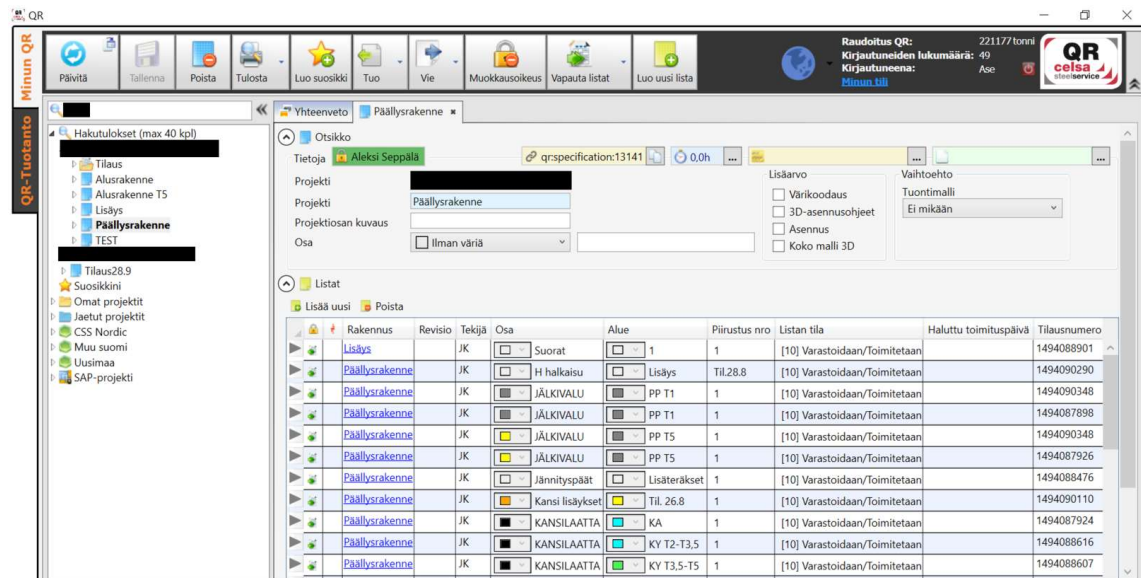 QR
Minun QR
QR-Tuotanto
Päivitä
Tallenna
Poista
Tulosta
Luo suosikki
Tuo
Vie
Muokkausoikeus
Vapauta listat
Luo uusi lista
Raudoitus QR: 221177 tonni
Kirjautuneiden lukumäärä: 49
Kirjautuneena: Ase
Minun tili
QR
celsa
steelservice
Hakutulokset (max 40 kpl)
Tilaus
Alusrakenne
Alusrakenne T5
Lisäys
Päällysrakenne
TEST
Tilaus28.9
Suosikkini
Omat projektit
Jaetut projektit
CSS Nordic
Muu suomi
Uusimaa
SAP-projekti
Yhteenveto
Päällysrakenne
Otsikko
Tietoja Aleksi Seppälä qr:specification:13141 0,0h ... ... ...
Projekti
Projekti Päällysrakenne
Projektiosan kuvaus
Osa Ilman väriä
Lisäarvo
Värikoodaus
3D-asennusohjeet
Asennus
Koko malli 3D
Vaihtoehto
Tuontimalli
Ei mikään
Listat
Lisää uusi Poista
Rakennus Revisio Tekijä Osa Alue Piirustus nro Listan tila Haluttu toimituspäivä Tilausnumero
Lisäys JK Suorat 1 1 [10] Varastoidaan/Toimitetaan 1494088901
Päällysrakenne JK H halkaisu Lisäys Til.28.8 [10] Varastoidaan/Toimitetaan 1494090290
Päällysrakenne JK JÄLKIVALU PP T1 1 [10] Varastoidaan/Toimitetaan 1494090348
Päällysrakenne JK JÄLKIVALU PP T1 1 [10] Varastoidaan/Toimitetaan 1494087898
Päällysrakenne JK JÄLKIVALU PP T5 1 [10] Varastoidaan/Toimitetaan 1494090348
Päällysrakenne JK JÄLKIVALU PP T5 1 [10] Varastoidaan/Toimitetaan 1494087926
Päällysrakenne JK Jännityspäät Lisäteräkset 1 [10] Varastoidaan/Toimitetaan 1494088476
Päällysrakenne JK Kansi lisäykset Til. 26.8 1 [10] Varastoidaan/Toimitetaan 1494090110
Päällysrakenne JK KANSILAATTA KA 1 [10] Varastoidaan/Toimitetaan 1494087924
Päällysrakenne JK KANSILAATTA KY T2-T3,5 1 [10] Varastoidaan/Toimitetaan 1494088616
Päällysrakenne JK KANSILAATTA KY T3,5-T5 1 [10] Varastoidaan/Toimitetaan 1494088607